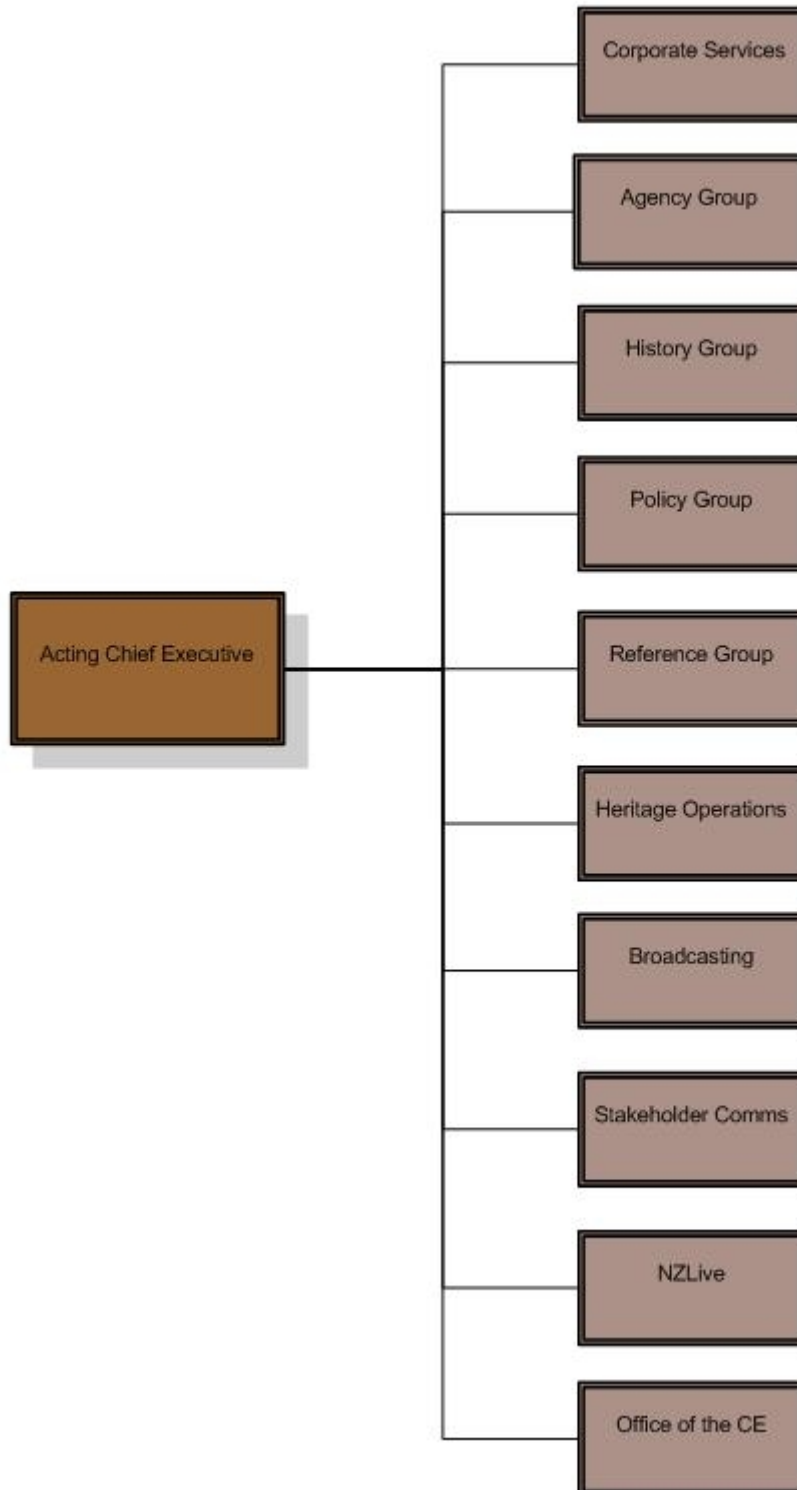 Corporate Services
Agency Group
History Group
Policy Group
Acting Chief Executive
Reference Group
Heritage Operations
Broadcasting
Stakeholder Comms
NZLive
Office of the CE